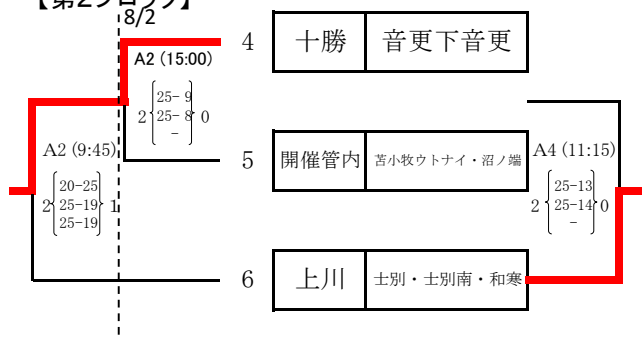 【第2ブロック】
8/2
4 十勝 音更下音更
A2 (15:00)
25- 9
2 25- 8 0
-
A2 (9:45)
20-25
2 25-19 1
25-19
5 開催管内 苫小牧ウトナイ・沼ノ端
A4 (11:15)
25-13
2 25-14 0
-
6 上川 士別・士別南・和寒